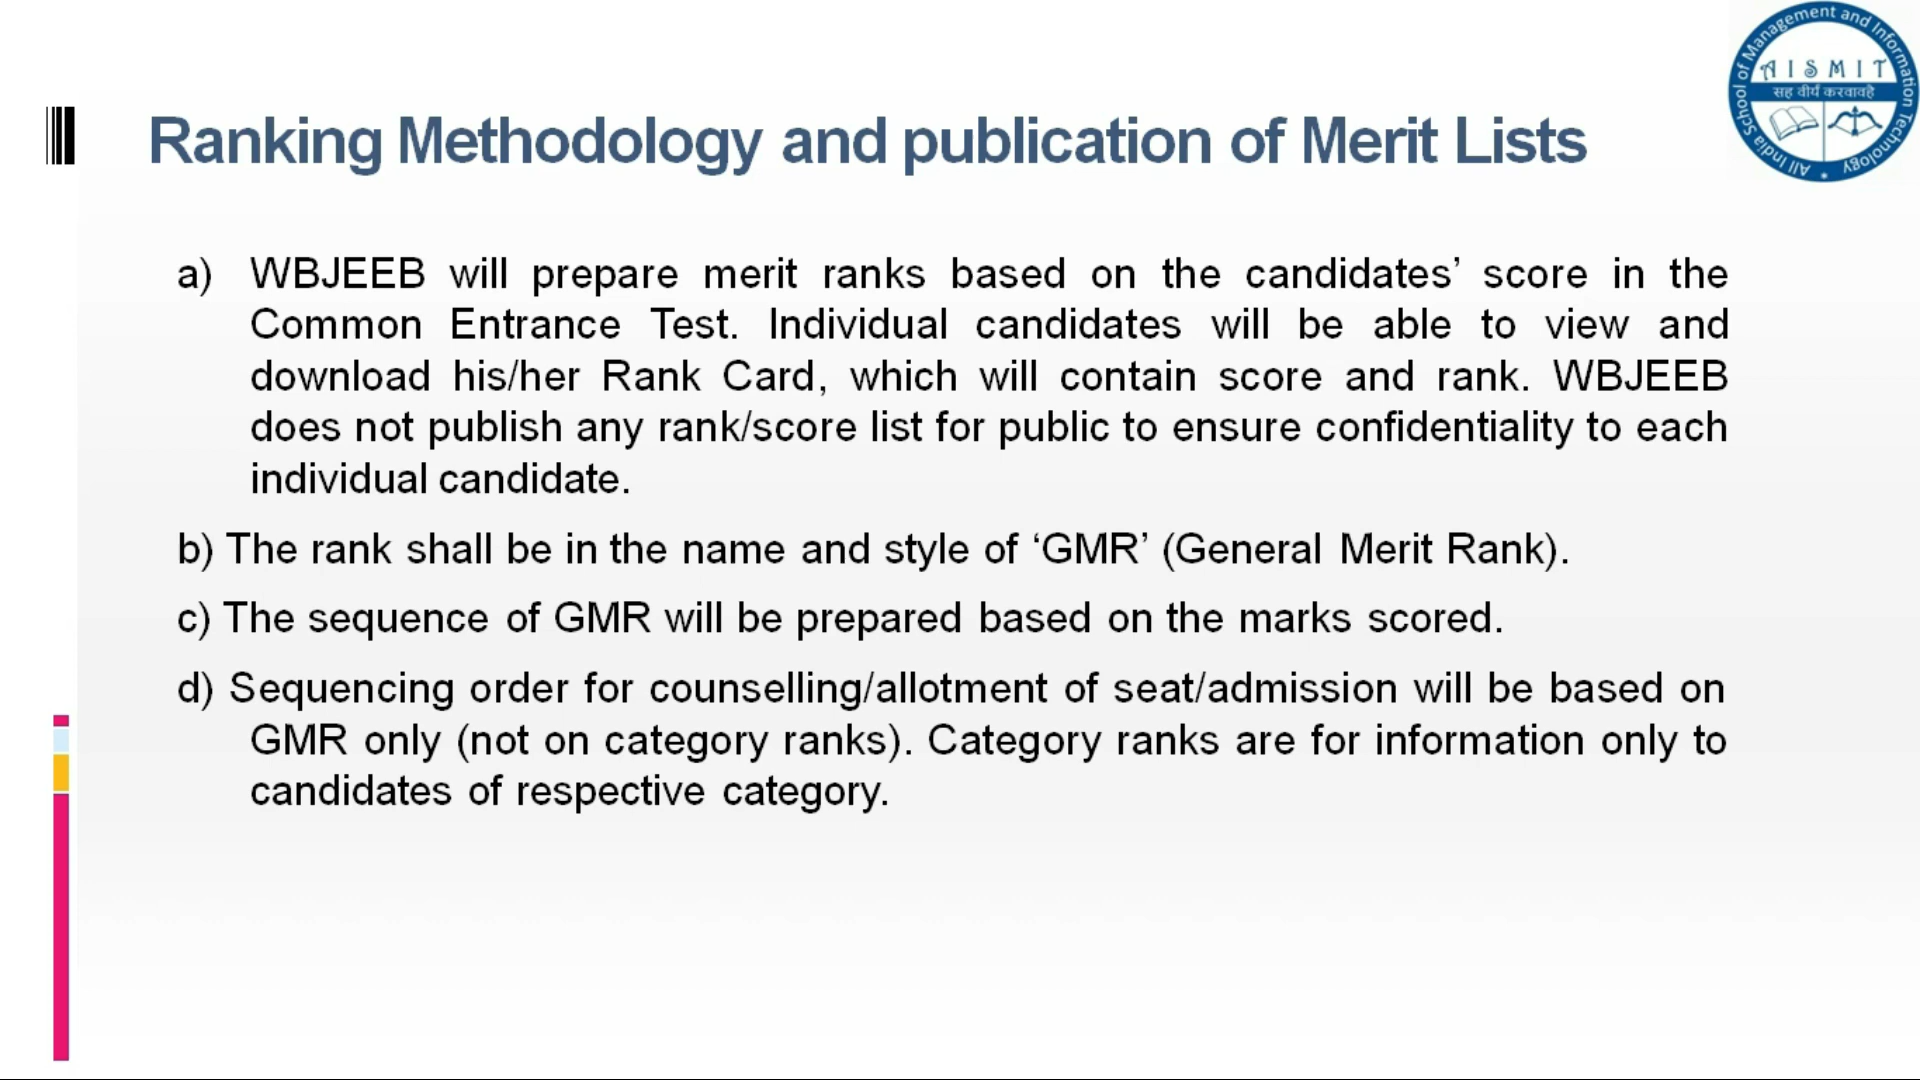 All India School of Management and Information Technology
AISMIT
सह वीर्यं करवावहै
Ranking Methodology and publication of Merit Lists
a) WBJEEB will prepare merit ranks based on the candidates’ score in the
Common Entrance Test. Individual candidates will be able to view and
download his/her Rank Card, which will contain score and rank. WBJEEB
does not publish any rank/score list for public to ensure confidentiality to each
individual candidate.
b) The rank shall be in the name and style of ‘GMR’ (General Merit Rank).
c) The sequence of GMR will be prepared based on the marks scored.
d) Sequencing order for counselling/allotment of seat/admission will be based on
GMR only (not on category ranks). Category ranks are for information only to
candidates of respective category.